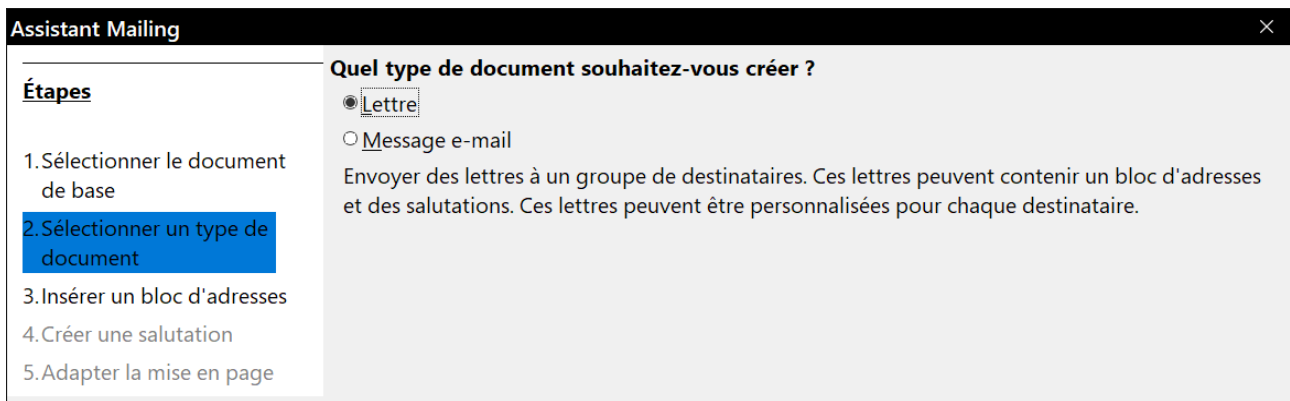 Assistant Mailing
Étapes
1.Sélectionner le document
de base
2.Sélectionner un type de
document
3.Insérer un bloc d'adresses
4.Créer une salutation
5.Adapter la mise en page
Quel type de document souhaitez-vous créer ?
Lettre
Message e-mail
Envoyer des lettres à un groupe de destinataires. Ces lettres peuvent contenir un bloc d'adresses
et des salutations. Ces lettres peuvent être personnalisées pour chaque destinataire.